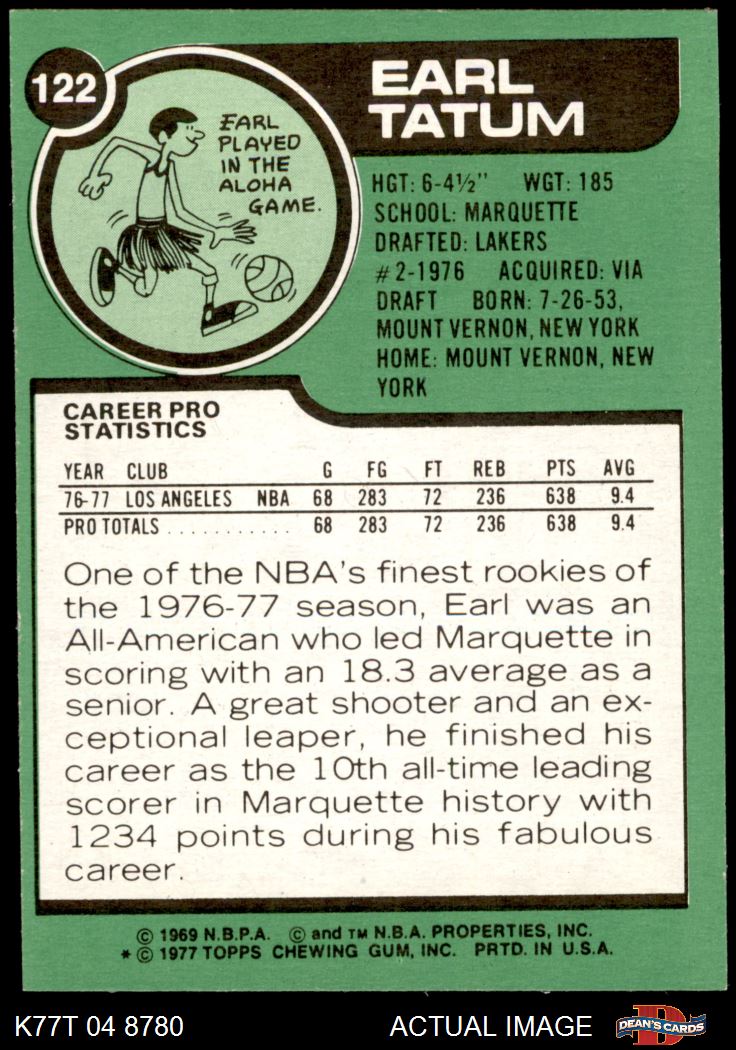 122
EARL
TATUM
EARL
PLAYED
IN THE
ALOHA
GAME.
HGT: 6-4½" WGT: 185
SCHOOL: MARQUETTE
DRAFTED: LAKERS
#2-1976 ACQUIRED: VIA
DRAFT BORN: 7-26-53,
MOUNT VERNON, NEW YORK
HOME: MOUNT VERNON, NEW
YORK
CAREER PRO
STATISTICS
YEAR CLUB G FG FT REB PTS AVG
76-77 LOS ANGELES NBA 68 283 72 236 638 9.4
PRO TOTALS . . . . . . . . . . . 68 283 72 236 638 9.4
One of the NBA's finest rookies of
the 1976-77 season, Earl was an
All-American who led Marquette in
scoring with an 18.3 average as a
senior. A great shooter and an ex-
ceptional leaper, he finished his
career as the 10th all-time leading
scorer in Marquette history with
1234 points during his fabulous
career.
© 1969 N.B.P.A. © and TM N.B.A. PROPERTIES, INC.
* © 1977 TOPPS CHEWING GUM, INC. PRTD. IN U.S.A.
K77T 04 8780 ACTUAL IMAGE
D
DEAN'S CARDS